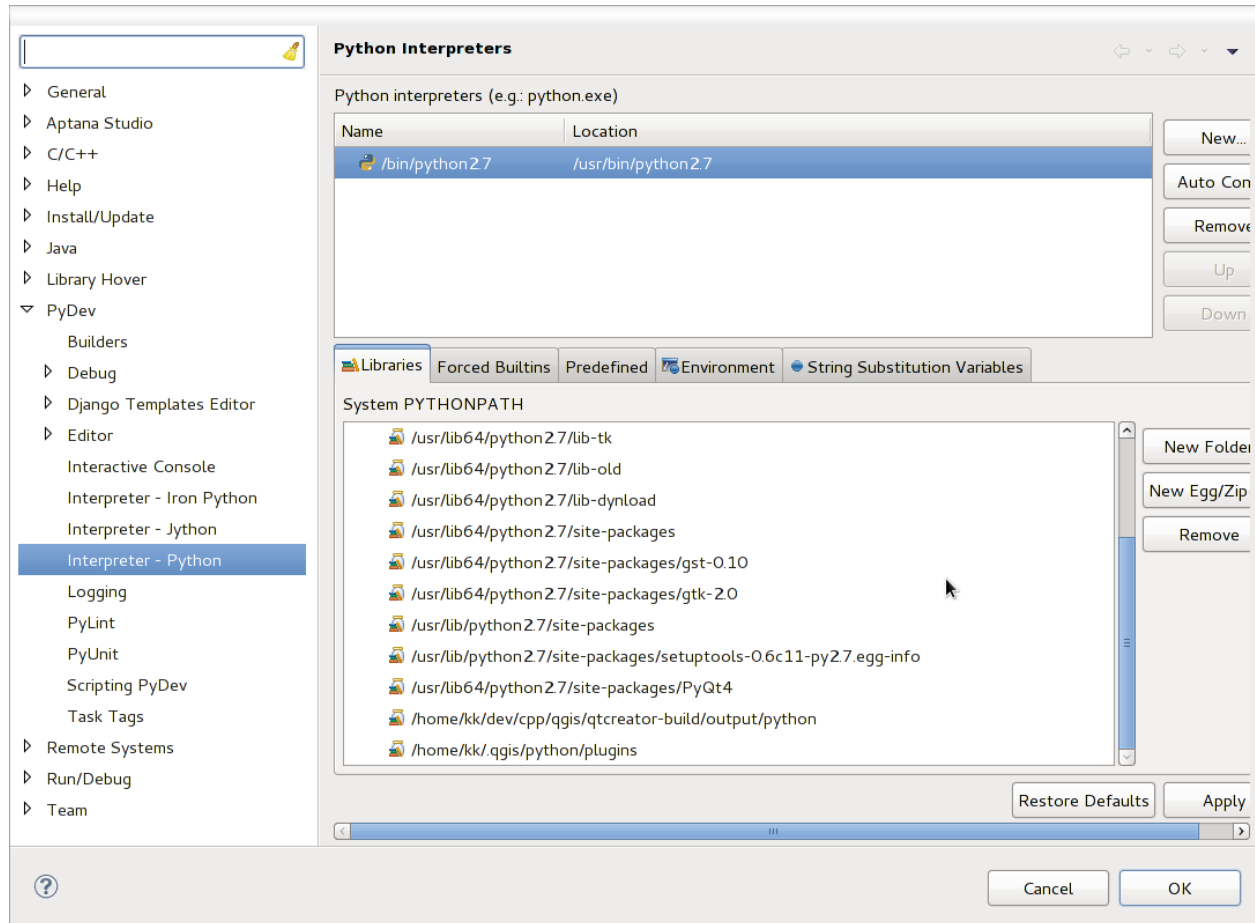 Python Interpreters
General
Aptana Studio
C/C++
Help
Install/Update
Java
Library Hover
PyDev
Builders
Debug
Django Templates Editor
Editor
Interactive Console
Interpreter - Iron Python
Interpreter - Jython
Interpreter - Python
Logging
PyLint
PyUnit
Scripting PyDev
Task Tags
Remote Systems
Run/Debug
Team
Python interpreters (e.g.: python.exe)
Name Location
/bin/python2.7 /usr/bin/python2.7
New...
Auto Con
Remove
Up
Down
Libraries Forced Builtins Predefined Environment String Substitution Variables
System PYTHONPATH
/usr/lib64/python2.7/lib-tk
/usr/lib64/python2.7/lib-old
/usr/lib64/python2.7/lib-dynload
/usr/lib64/python2.7/site-packages
/usr/lib64/python2.7/site-packages/gst-0.10
/usr/lib64/python2.7/site-packages/gtk-2.0
/usr/lib/python2.7/site-packages
/usr/lib/python2.7/site-packages/setuptools-0.6c11-py2.7.egg-info
/usr/lib64/python2.7/site-packages/PyQt4
/home/kk/dev/cpp/qgis/qtcreator-build/output/python
/home/kk/.qgis/python/plugins
New Folder
New Egg/Zip
Remove
Restore Defaults Apply
Cancel OK